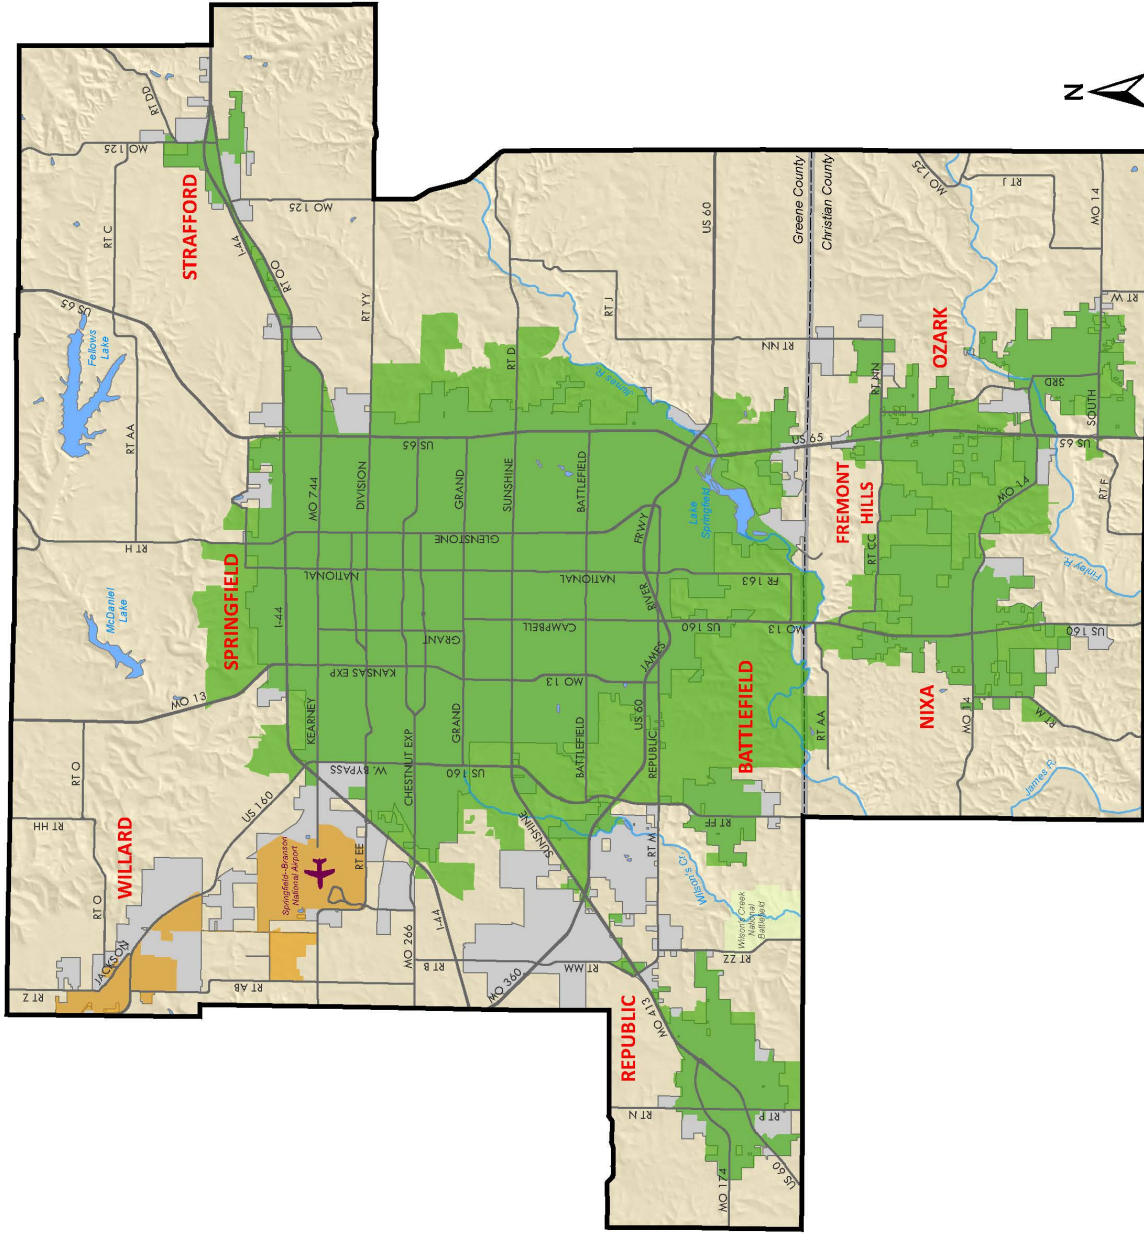 N
RT DD
MO 125
RT C
STRAFFORD
MO 125
I-44
RT OO
US 65
Fellows
Lake
RT AA
RT YY
RT H
McDaniel
Lake
SPRINGFIELD
MO 13
RT O
RT HH
RT O
WILLARD
US 160
JACKSON
RT Z
RT AB
Springfield-Branson
National Airport
RT EE
MO 266
I-44
RT B
MO 360
RT MM
I-44
KEARNEY
MO 744
DIVISION
CHESTNUT EXP
GRAND
GRAND
SUNSHINE
SUNSHINE
BATTLEFIELD
BATTLEFIELD
US 65
GLENSTONE
NATIONAL
NATIONAL
GRANT
CAMPBELL
KANSAS EXP
MO 13
W. BYPASS
US 160
US 60
REPUBLIC
JAMES
RIVER
FRWY
US 160
FR 163
MO 13
Lake
Springfield
James R.
RT D
RT J
RT NN
US 60
Greene County
Christian County
BATTLEFIELD
RT FF
RT M
Wilson's Cr.
Wilson's Creek
National
Battlefield
RT ZZ
REPUBLIC
MO 413
RT N
RT P
MO 174
US 60
RT AA
NIXA
MO 14
RT M
James R.
US 160
FREMONT
HILLS
RT CC
US 65
RT NN
OZARK
MO 125
RT J
MO 14
RT W
3RD
SOUTH
US 65
MO 14
RT F
Finley R.